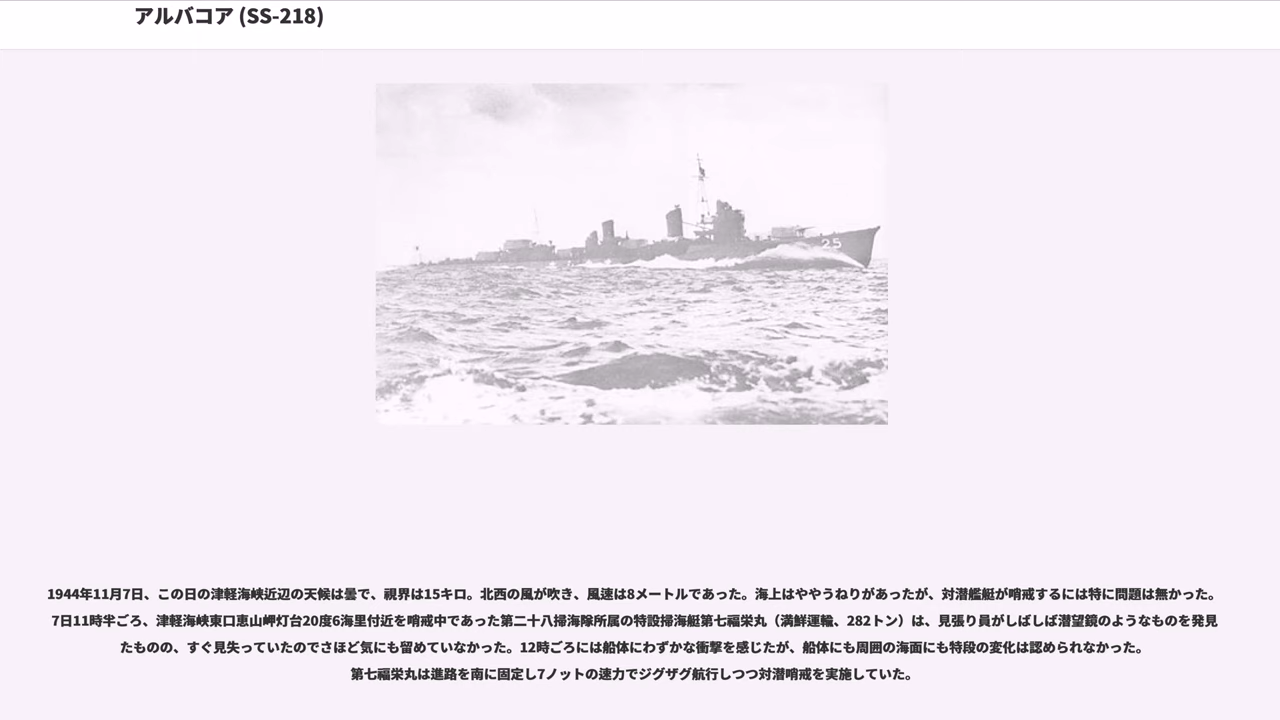 アルバコア (SS-218)
25
1944年11月7日、この日の津軽海峡近辺の天候は曇で、視界は15キロ。北西の風が吹き、風速は8メートルであった。海上はややうねりがあったが、対潜艦艇が哨戒するには特に問題は無かった。
7日11時半ごろ、津軽海峡東口恵山岬灯台20度6海里付近を哨戒中であった第二十八掃海隊所属の特設掃海艇第七福栄丸（満鮮運輸、282トン）は、見張り員がしばしば潜望鏡のようなものを発見
たものの、すぐ見失っていたのでさほど気にも留めていなかった。12時ごろには船体にわずかな衝撃を感じたが、船体にも周囲の海面にも特段の変化は認められなかった。
第七福栄丸は進路を南に固定し7ノットの速力でジグザグ航行しつつ対潜哨戒を実施していた。